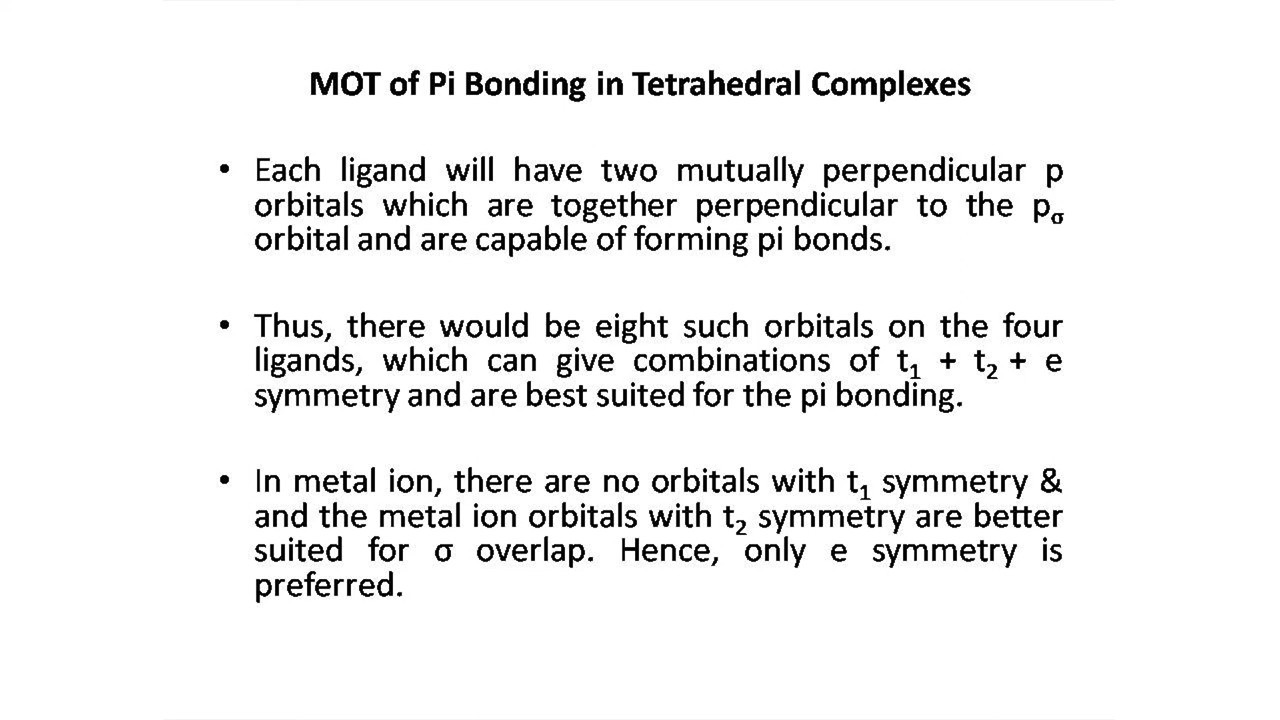 MOT of Pi Bonding in Tetrahedral Complexes
• Each ligand will have two mutually perpendicular p
orbitals which are together perpendicular to the pσ
orbital and are capable of forming pi bonds.
• Thus, there would be eight such orbitals on the four
ligands, which can give combinations of t₁ + t₂ + e
symmetry and are best suited for the pi bonding.
• In metal ion, there are no orbitals with t₁ symmetry &
and the metal ion orbitals with t₂ symmetry are better
suited for σ overlap. Hence, only e symmetry is
preferred.